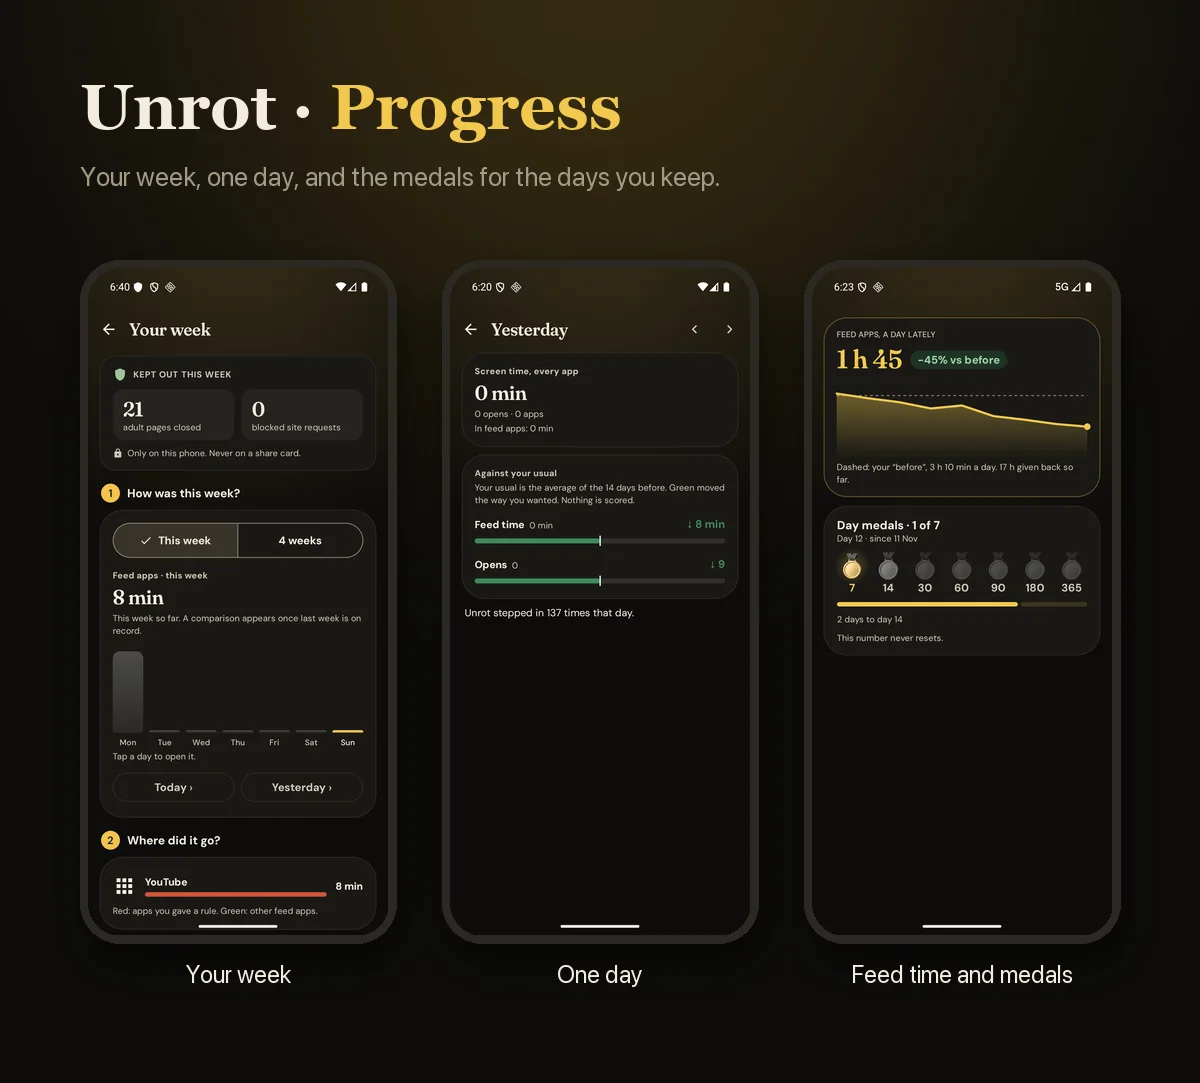 Unrot · Progress
Your week, one day, and the medals for the days you keep.
6:40
Your week
KEPT OUT THIS WEEK
21
adult pages closed
0
blocked site requests
Only on this phone. Never on a share card.
1 How was this week?
This week
4 weeks
Feed apps · this week
8 min
This week so far. A comparison appears once last week is on
record.
Mon Tue Wed Thu Fri Sat Sun
Tap a day to open it.
Today ›
Yesterday ›
2 Where did it go?
YouTube 8 min
Red: apps you gave a rule. Green: other feed apps.
Your week
6:20
Yesterday
Screen time, every app
0 min
0 opens · 0 apps
In feed apps: 0 min
Against your usual
Your usual is the average of the 14 days before. Green moved
the way you wanted. Nothing is scored.
Feed time 0 min ↓ 8 min
Opens 0 ↓ 9
Unrot stepped in 137 times that day.
One day
6:23 5G
FEED APPS, A DAY LATELY
1 h 45 -45% vs before
Dashed: your "before", 3 h 10 min a day. 17 h given back so
far.
Day medals · 1 of 7
Day 12 · since 11 Nov
7 14 30 60 90 180 365
2 days to day 14
This number never resets.
Feed time and medals